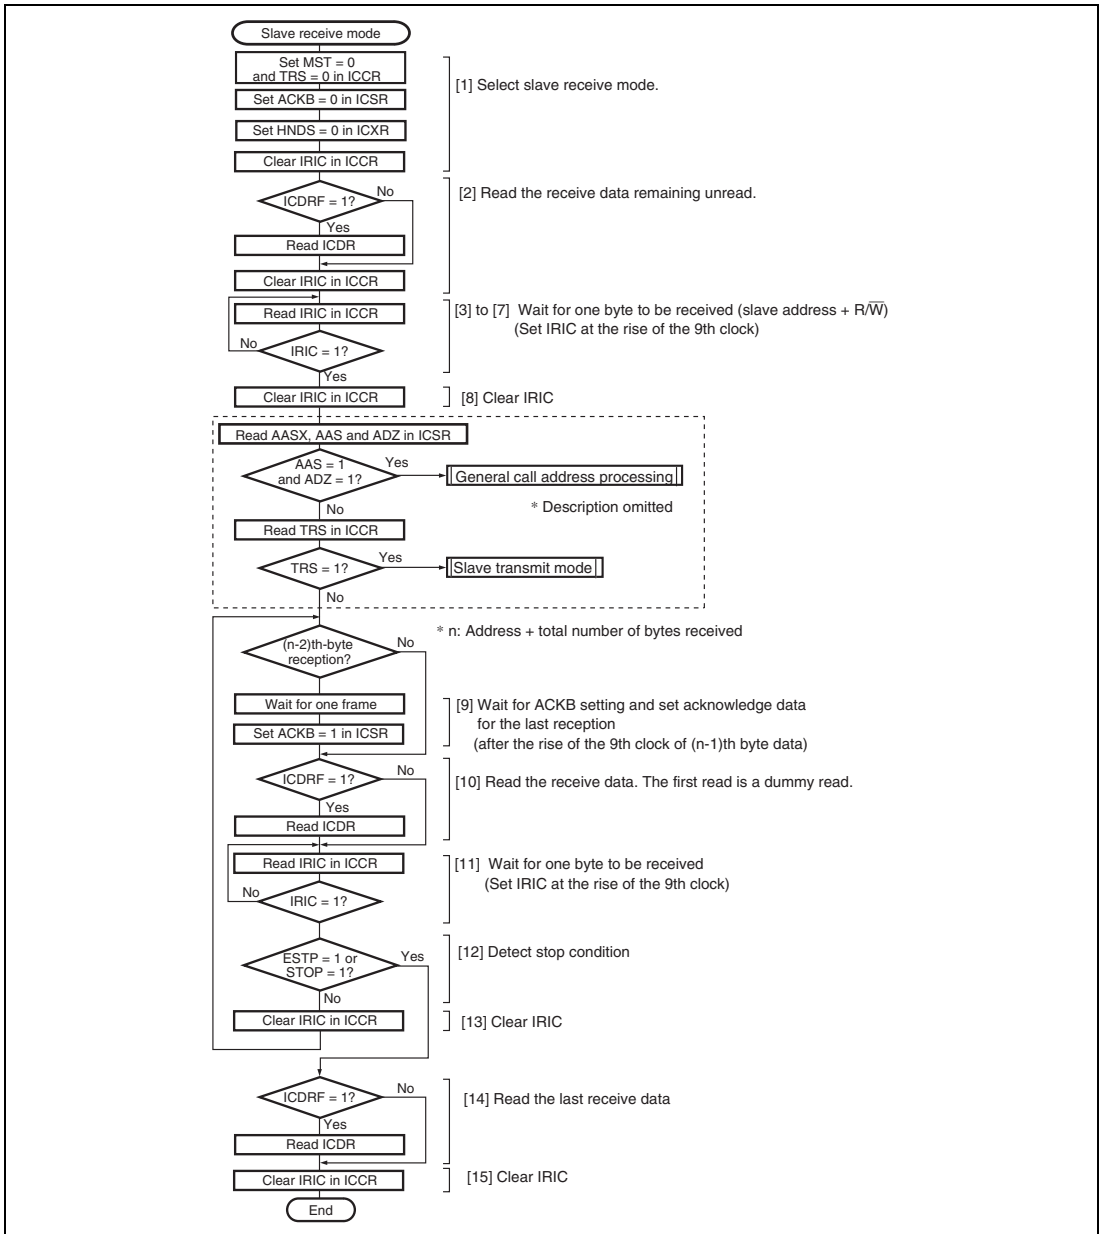 Slave receive mode
Set MST = 0
and TRS = 0 in ICCR
[1] Select slave receive mode.
Set ACKB = 0 in ICSR
Set HNDS = 0 in ICXR
Clear IRIC in ICCR
ICDRF = 1?
No
[2] Read the receive data remaining unread.
Yes
Read ICDR
Clear IRIC in ICCR
Read IRIC in ICCR
[3] to [7] Wait for one byte to be received (slave address + R/W̅)
(Set IRIC at the rise of the 9th clock)
No
IRIC = 1?
Yes
Clear IRIC in ICCR
[8] Clear IRIC
Read AASX, AAS and ADZ in ICSR
AAS = 1
and ADZ = 1?
Yes
General call address processing
No
* Description omitted
Read TRS in ICCR
TRS = 1?
Yes
Slave transmit mode
No
* n: Address + total number of bytes received
(n-2)th-byte
reception?
No
Wait for one frame
[9] Wait for ACKB setting and set acknowledge data
for the last reception
(after the rise of the 9th clock of (n-1)th byte data)
Set ACKB = 1 in ICSR
ICDRF = 1?
No
[10] Read the receive data. The first read is a dummy read.
Yes
Read ICDR
Read IRIC in ICCR
[11] Wait for one byte to be received
(Set IRIC at the rise of the 9th clock)
No
IRIC = 1?
ESTP = 1 or
STOP = 1?
Yes
[12] Detect stop condition
No
Clear IRIC in ICCR
[13] Clear IRIC
ICDRF = 1?
No
[14] Read the last receive data
Yes
Read ICDR
Clear IRIC in ICCR
[15] Clear IRIC
End